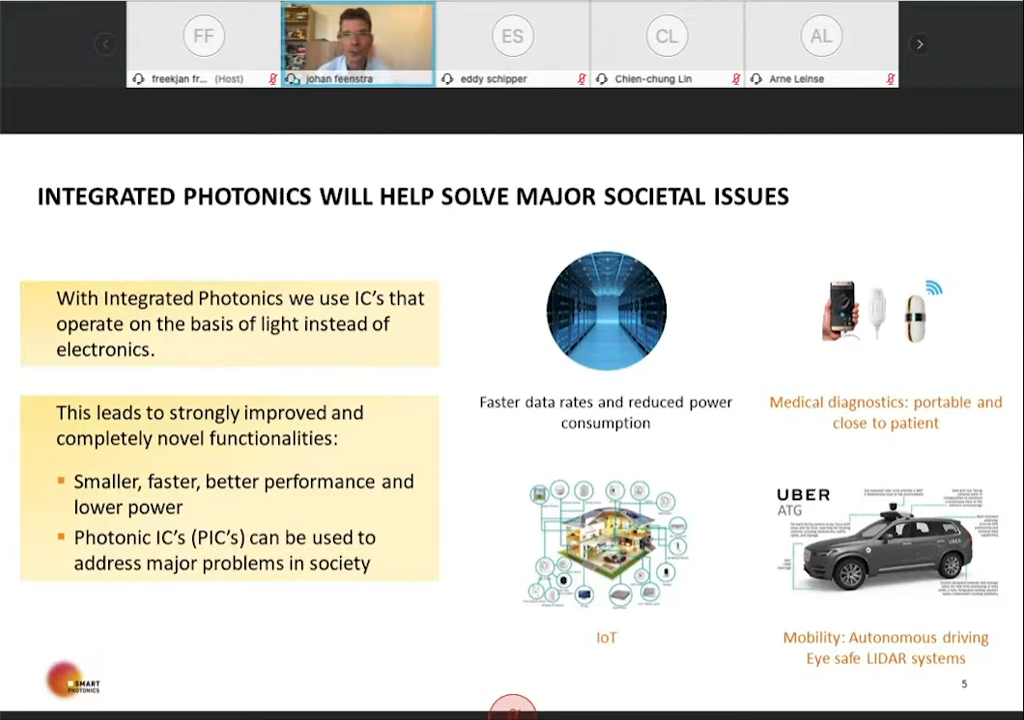 FF
ES
CL
AL
freekjan fr... (Host)
johan feenstra
eddy schipper
Chien-chung Lin
Arne Leinse
INTEGRATED PHOTONICS WILL HELP SOLVE MAJOR SOCIETAL ISSUES
With Integrated Photonics we use IC's that
operate on the basis of light instead of
electronics.
This leads to strongly improved and
completely novel functionalities:
Smaller, faster, better performance and
lower power
Photonic IC's (PIC's) can be used to
address major problems in society
Faster data rates and reduced power
consumption
Medical diagnostics: portable and
close to patient
IoT
UBER
ATG
UBER
Mobility: Autonomous driving
Eye safe LIDAR systems
SMART
PHOTONICS
5